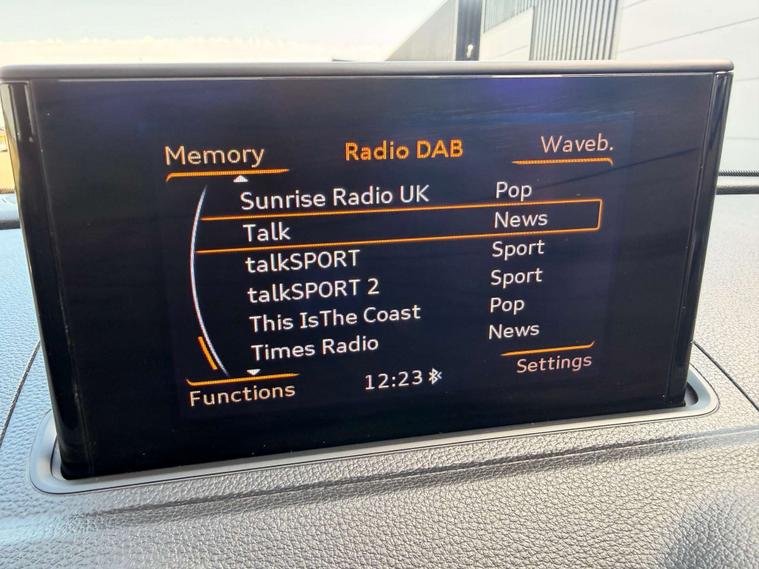 Memory Radio DAB Waveb.
Sunrise Radio UK Pop
Talk News
talkSPORT Sport
talkSPORT 2 Sport
This IsThe Coast Pop
Times Radio News
Functions 12:23 Settings